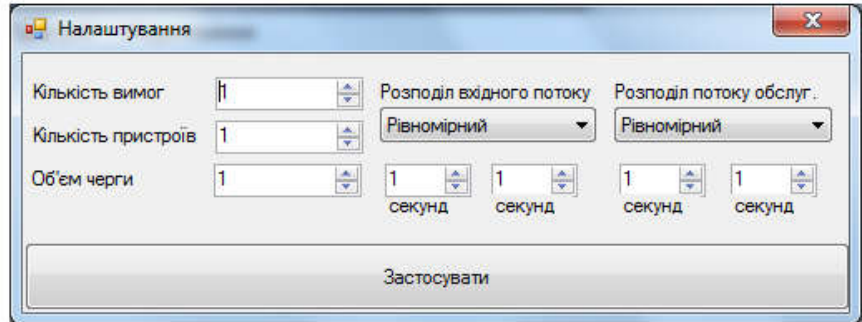 Налаштування
Кількість вимог 1 Розподіл вхідного потоку Розподіл потоку обслуг.
Кількість пристроїв 1 Рівномірний Рівномірний
Об'єм черги 1 1 1 1 1
секунд секунд секунд секунд
Застосувати